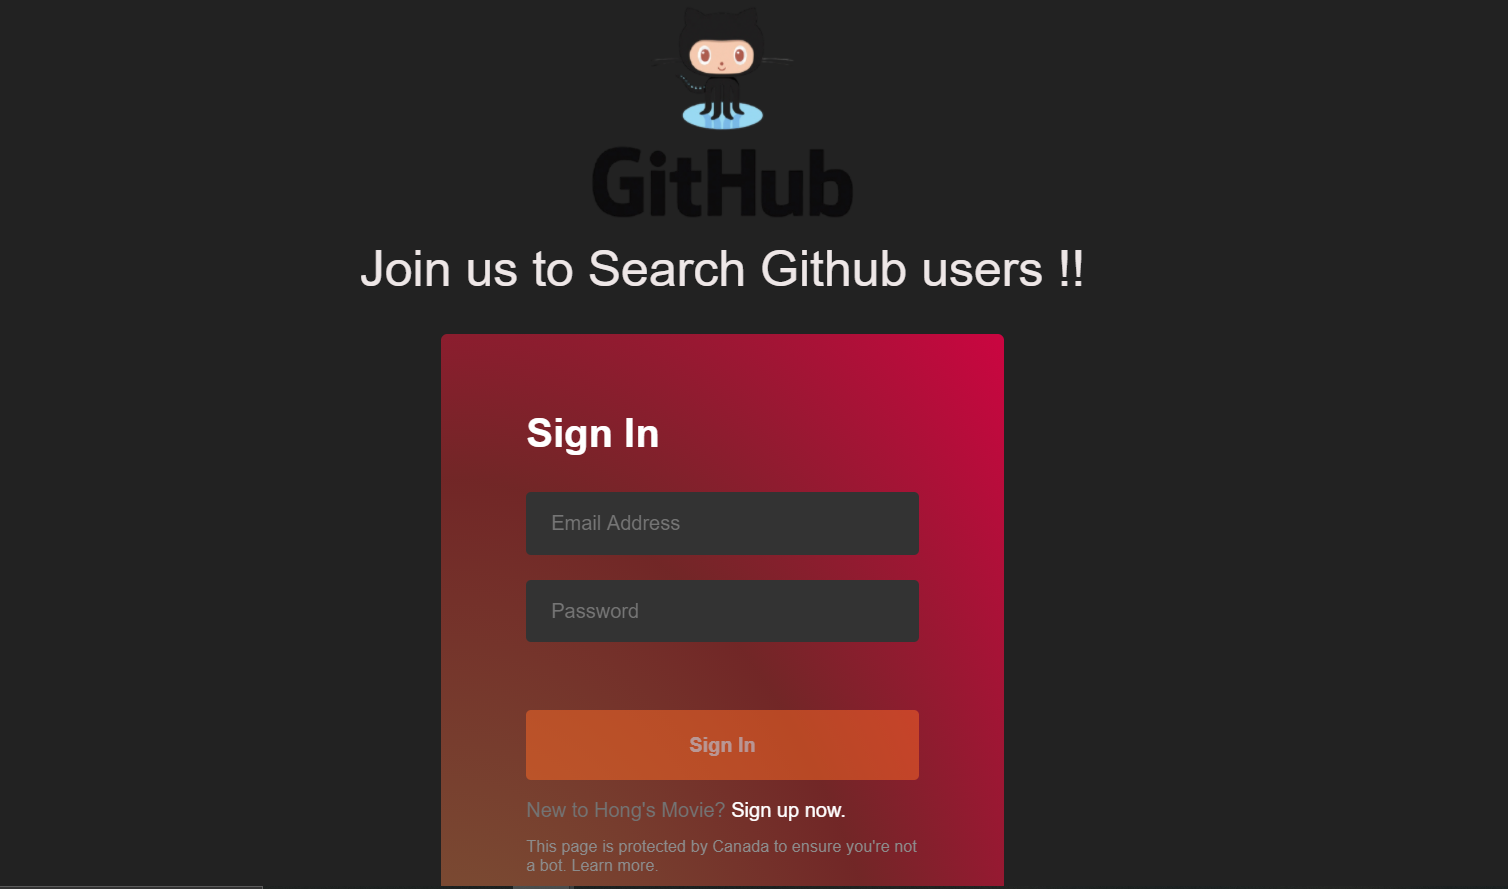 GitHub
Join us to Search Github users !!
Sign In
Email Address
Password
Sign In
New to Hong's Movie? Sign up now.
This page is protected by Canada to ensure you're not
a bot. Learn more.